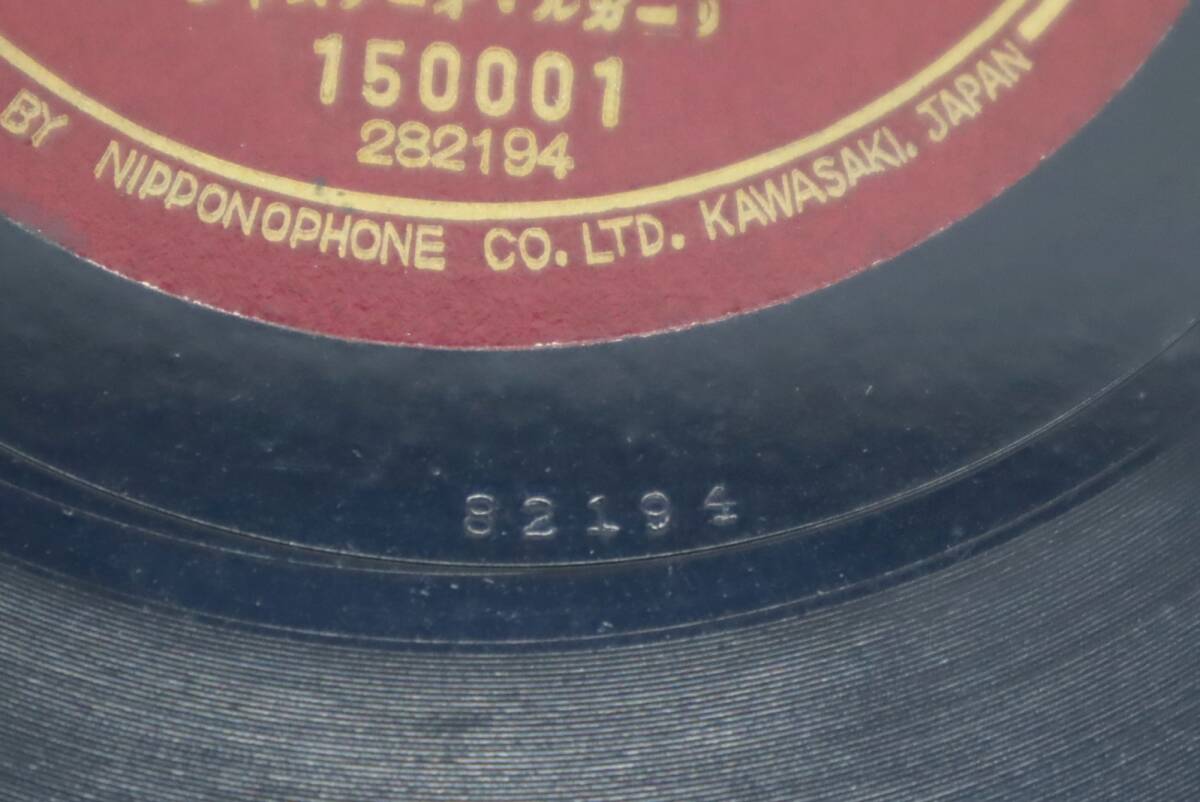 150001
282194
BY NIPPONOPHONE CO. LTD. KAWASAKI. JAPAN
82194